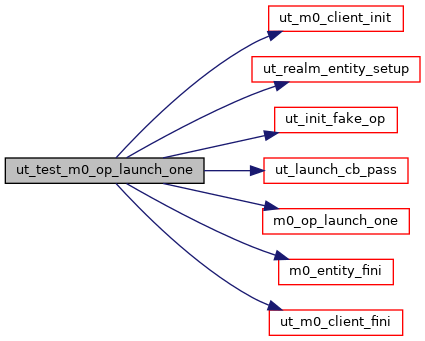 ut_m0_client_init
ut_realm_entity_setup
ut_init_fake_op
ut_test_m0_op_launch_one
ut_launch_cb_pass
m0_op_launch_one
m0_entity_fini
ut_m0_client_fini